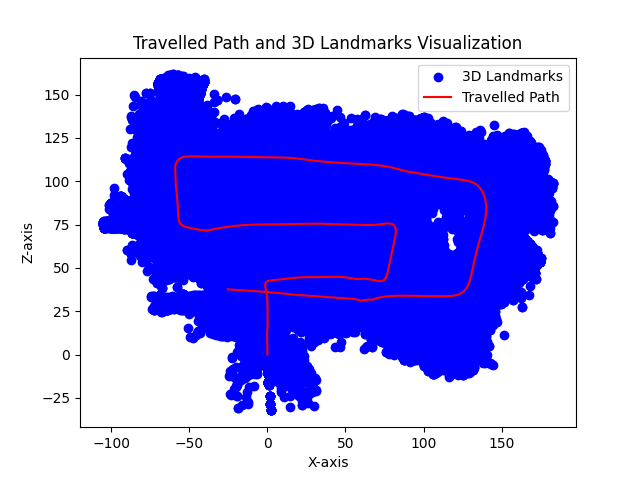 Travelled Path and 3D Landmarks Visualization
3D Landmarks
Travelled Path
150
125
100
75
50
25
0
−25
Z-axis
−100
−50
0
50
100
150
X-axis